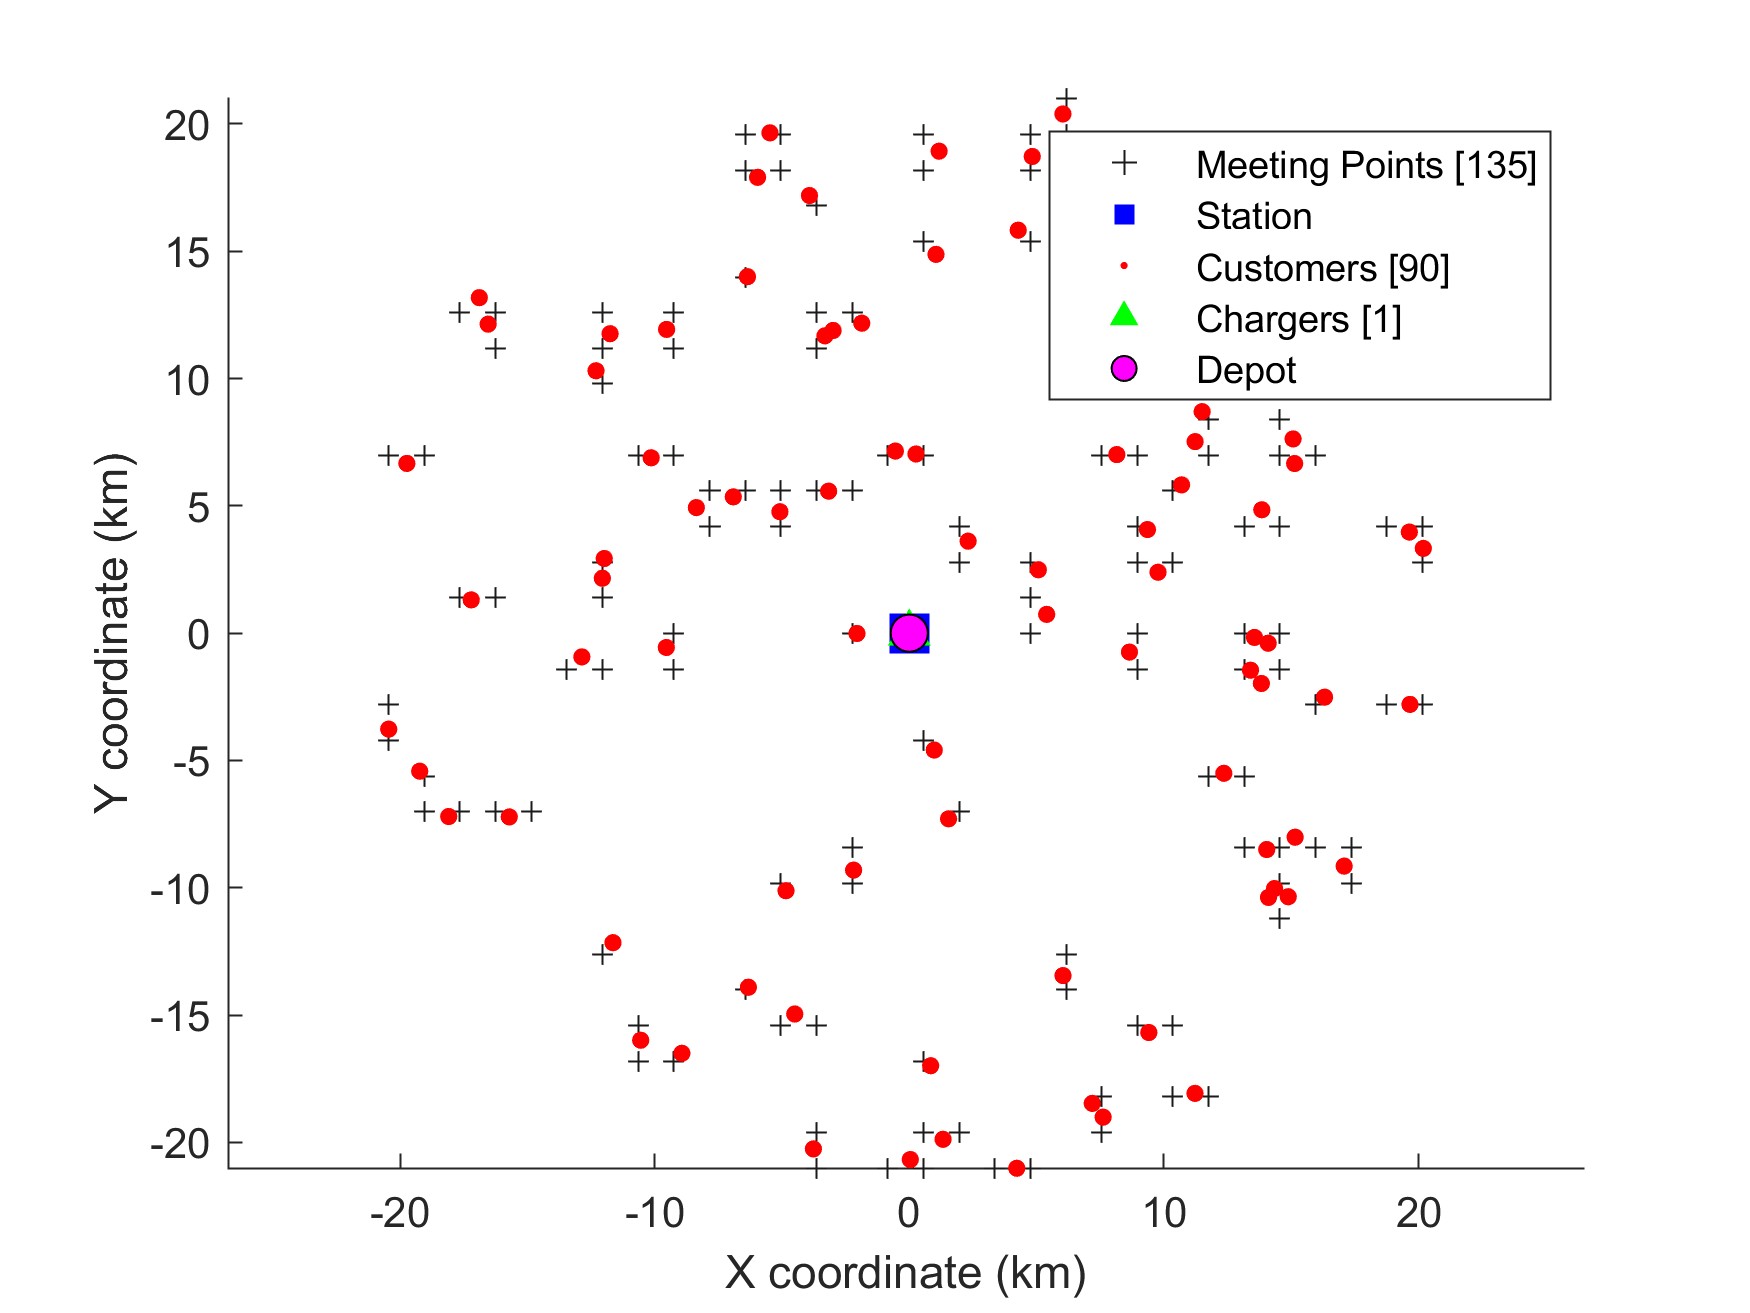 20
15
10
5
0
-5
-10
-15
-20
Y coordinate (km)
Meeting Points [135]
Station
Customers [90]
Chargers [1]
Depot
-20 -10 0 10 20
X coordinate (km)